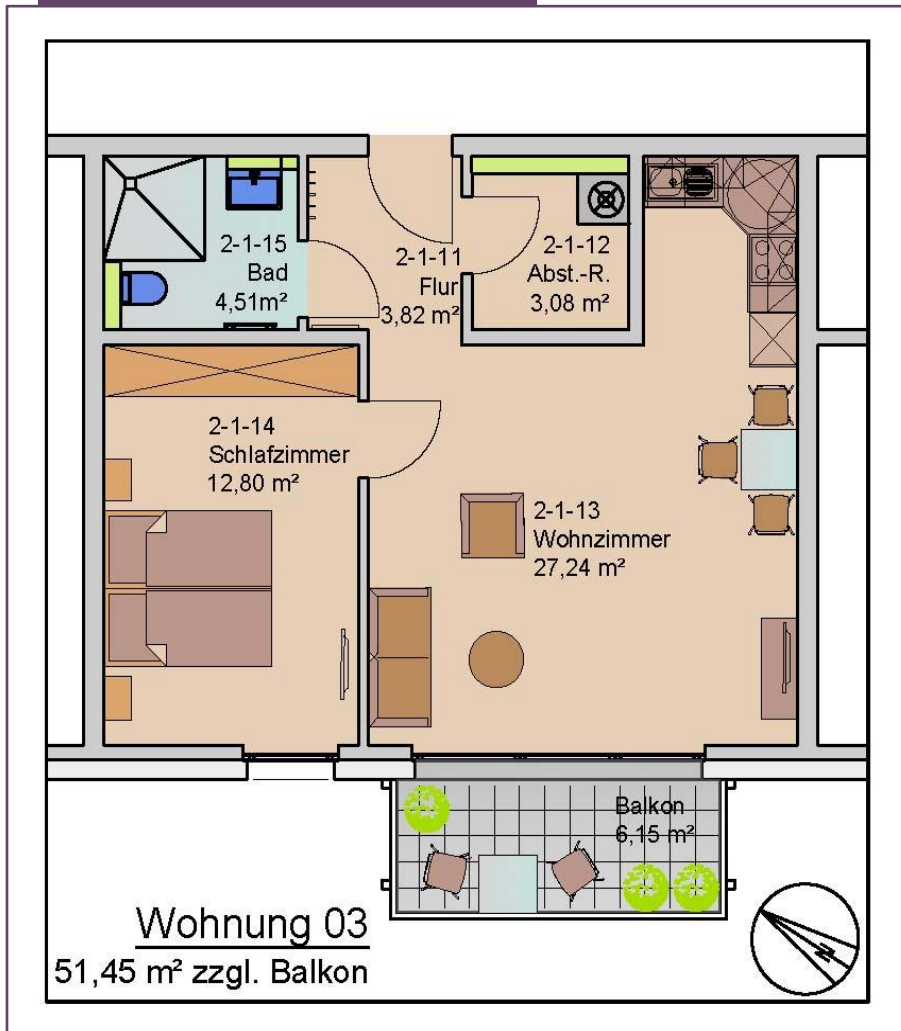 2-1-15
Bad
4,51m²
2-1-11
Flur
3,82 m²
2-1-12
Abst.-R.
3,08 m²
2-1-14
Schlafzimmer
12,80 m²
2-1-13
Wohnzimmer
27,24 m²
Balkon
6,15 m²
Wohnung 03
51,45 m² zzgl. Balkon
N